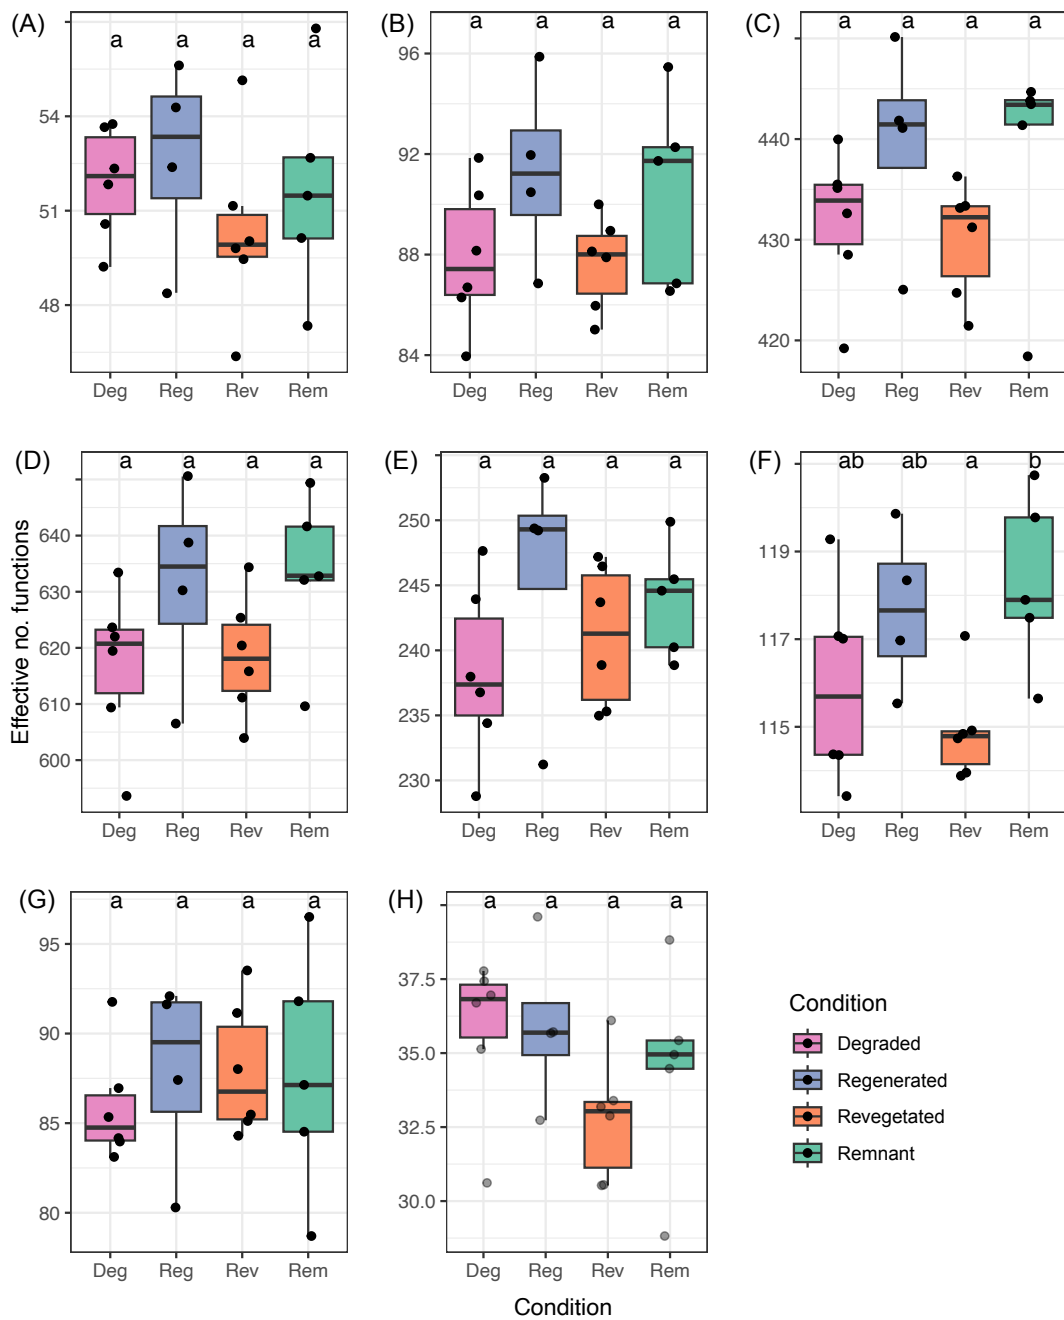 (A)
a a a a
54
51
48
Deg Reg Rev Rem
(B)
a a a a
96
92
88
84
Deg Reg Rev Rem
(C)
a a a a
440
430
420
Deg Reg Rev Rem
Effective no. functions
(D)
a a a a
640
630
620
610
600
Deg Reg Rev Rem
(E)
a a a a
250
245
240
235
230
Deg Reg Rev Rem
(F)
ab ab a b
119
117
115
Deg Reg Rev Rem
(G)
a a a a
95
90
85
80
Deg Reg Rev Rem
(H)
a a a a
37.5
35.0
32.5
30.0
Deg Reg Rev Rem
Condition
Condition
Degraded
Regenerated
Revegetated
Remnant